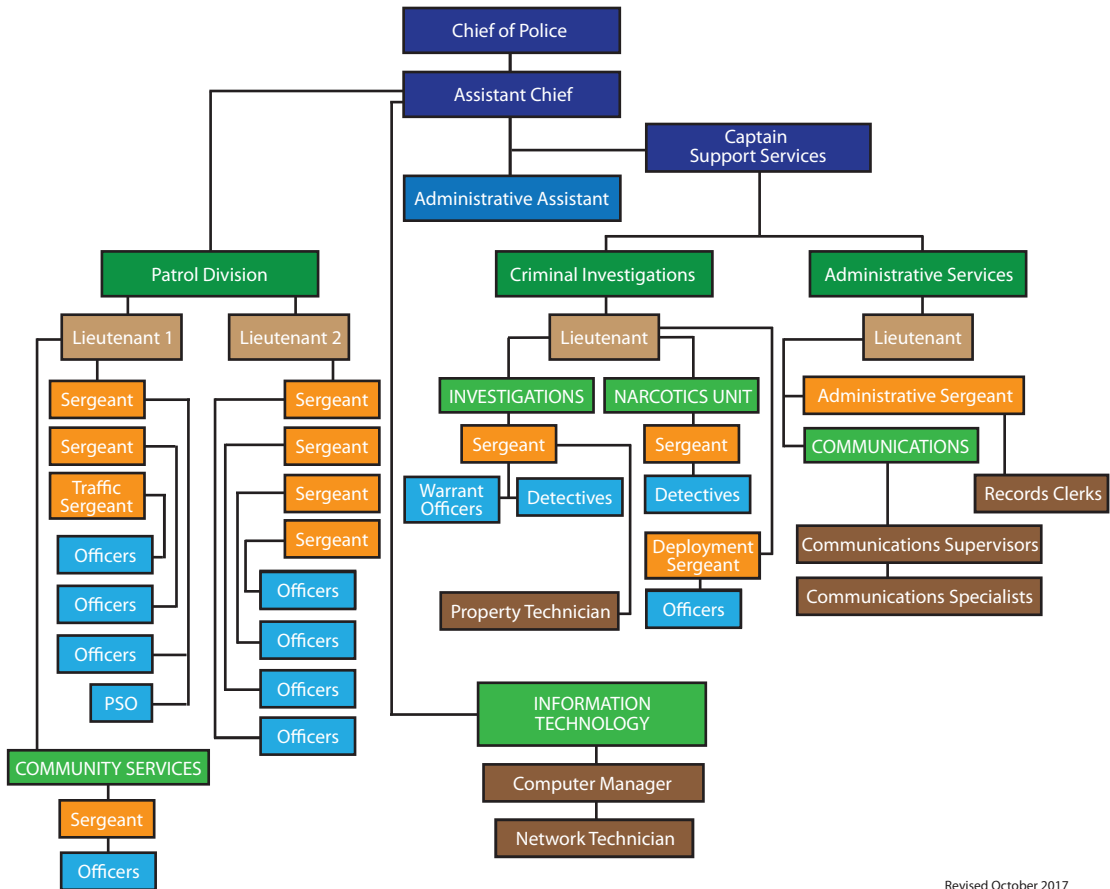 Chief of Police
Assistant Chief
Captain
Support Services
Administrative Assistant
Patrol Division
Criminal Investigations
Administrative Services
Lieutenant 1
Lieutenant 2
Lieutenant
Lieutenant
Sergeant
Sergeant
Traffic
Sergeant
Officers
Officers
Officers
PSO
COMMUNITY SERVICES
Sergeant
Officers
Sergeant
Sergeant
Sergeant
Sergeant
Officers
Officers
Officers
Officers
INVESTIGATIONS
Sergeant
Warrant
Officers
Detectives
Property Technician
NARCOTICS UNIT
Sergeant
Detectives
Deployment
Sergeant
Officers
Administrative Sergeant
COMMUNICATIONS
Records Clerks
Communications Supervisors
Communications Specialists
INFORMATION
TECHNOLOGY
Computer Manager
Network Technician
Revised October 2017